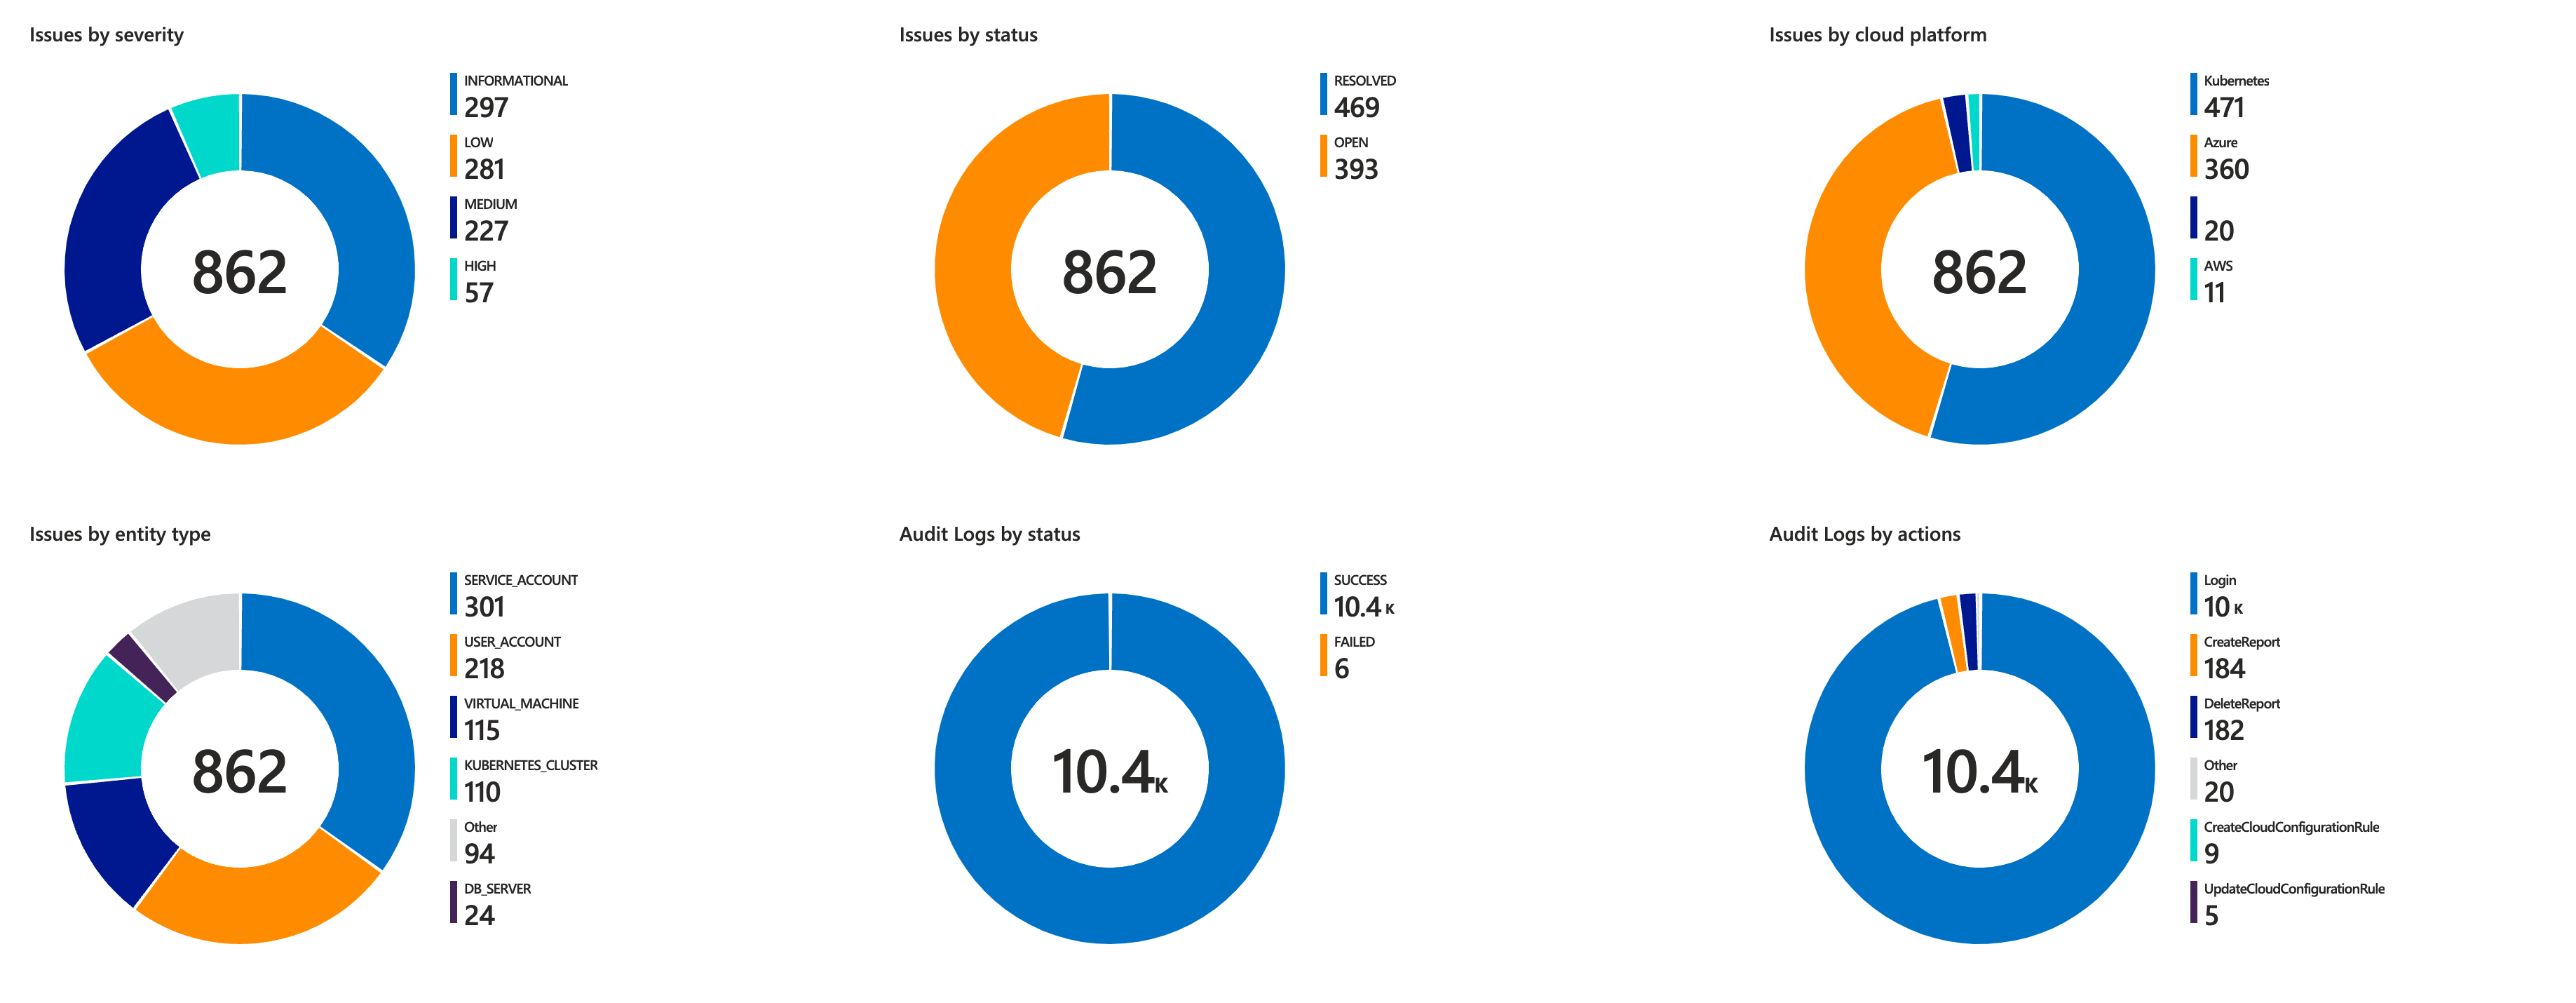 Issues by severity
862
INFORMATIONAL
297
LOW
281
MEDIUM
227
HIGH
57
Issues by status
862
RESOLVED
469
OPEN
393
Issues by cloud platform
862
Kubernetes
471
Azure
360
20
AWS
11
Issues by entity type
862
SERVICE_ACCOUNT
301
USER_ACCOUNT
218
VIRTUAL_MACHINE
115
KUBERNETES_CLUSTER
110
Other
94
DB_SERVER
24
Audit Logs by status
10.4K
SUCCESS
10.4 K
FAILED
6
Audit Logs by actions
10.4K
Login
10 K
CreateReport
184
DeleteReport
182
Other
20
CreateCloudConfigurationRule
9
UpdateCloudConfigurationRule
5